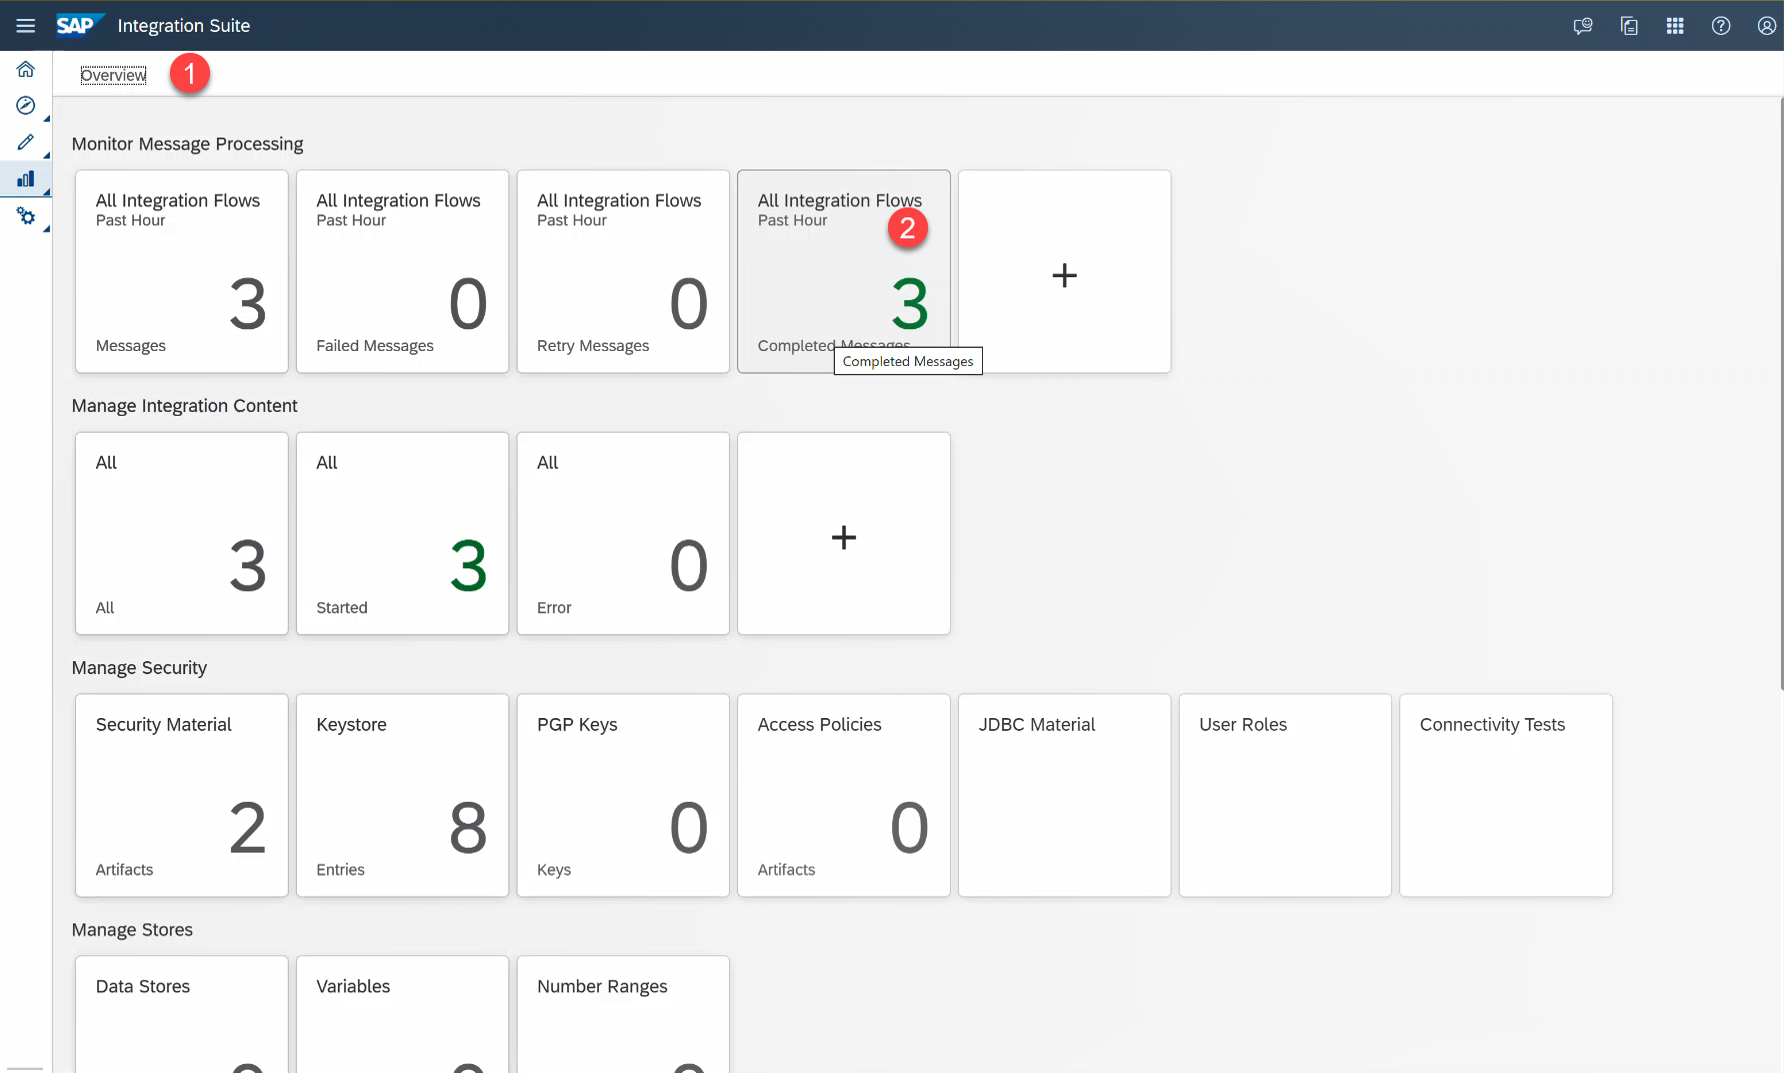 SAP Integration Suite
Overview
1
Monitor Message Processing
All Integration Flows
Past Hour
3
Messages
All Integration Flows
Past Hour
0
Failed Messages
All Integration Flows
Past Hour
0
Retry Messages
All Integration Flows
Past Hour
2
3
Completed Messages
Completed Messages
+
Manage Integration Content
All
3
All
All
3
Started
All
0
Error
+
Manage Security
Security Material
2
Artifacts
Keystore
8
Entries
PGP Keys
0
Keys
Access Policies
0
Artifacts
JDBC Material
User Roles
Connectivity Tests
Manage Stores
Data Stores
Variables
Number Ranges